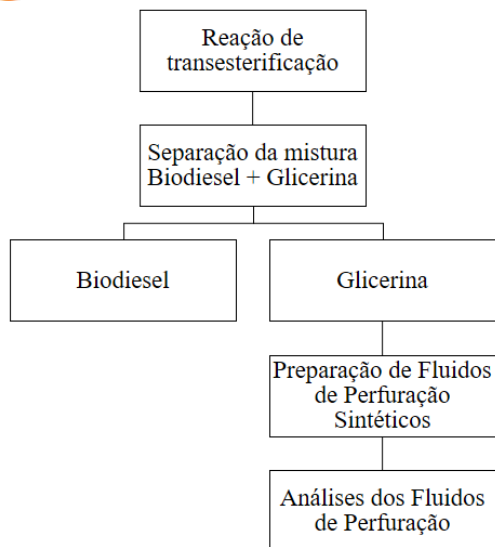 Reação de
transesterificação
Separação da mistura
Biodiesel + Glicerina
Biodiesel
Glicerina
Preparação de Fluidos
de Perfuração
Sintéticos
Análises dos Fluidos
de Perfuração